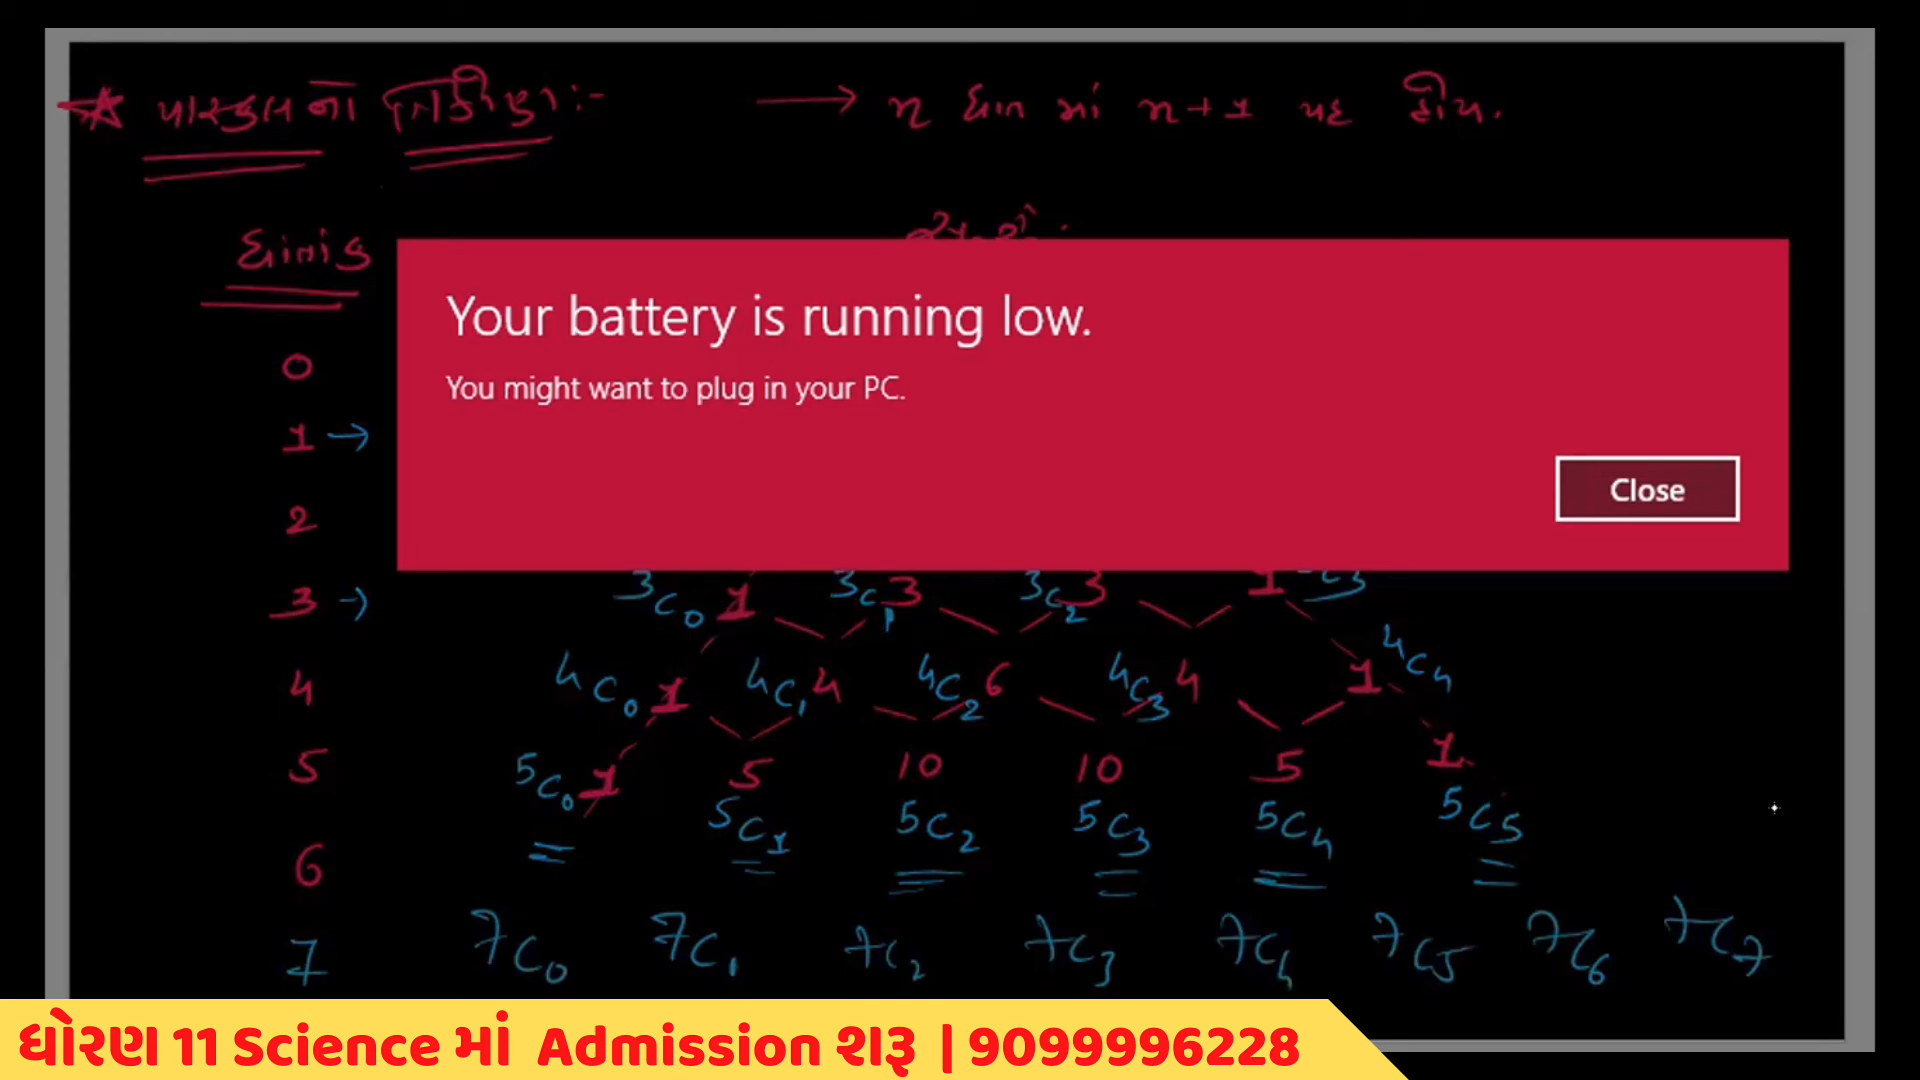 ★ પાસ્કલ નો ત્રિકોણ :- → n ઘાત માં n + 1 પદ હોય.
ઘાતાંક
Your battery is running low.
You might want to plug in your PC.
Close
0
1 →
2
3 → 3C0 1 3C1 3 3C2 3 1 3C3
4 4C0 1 4C1 4 4C2 6 4C3 4 1 4C4
5 5C0 1 5 10 10 5 1
5C1 5C2 5C3 5C4 5C5
6
7 7C0 7C1 7C2 7C3 7C4 7C5 7C6 7C7
ધોરણ 11 Science માં Admission શરૂ | 9099996228